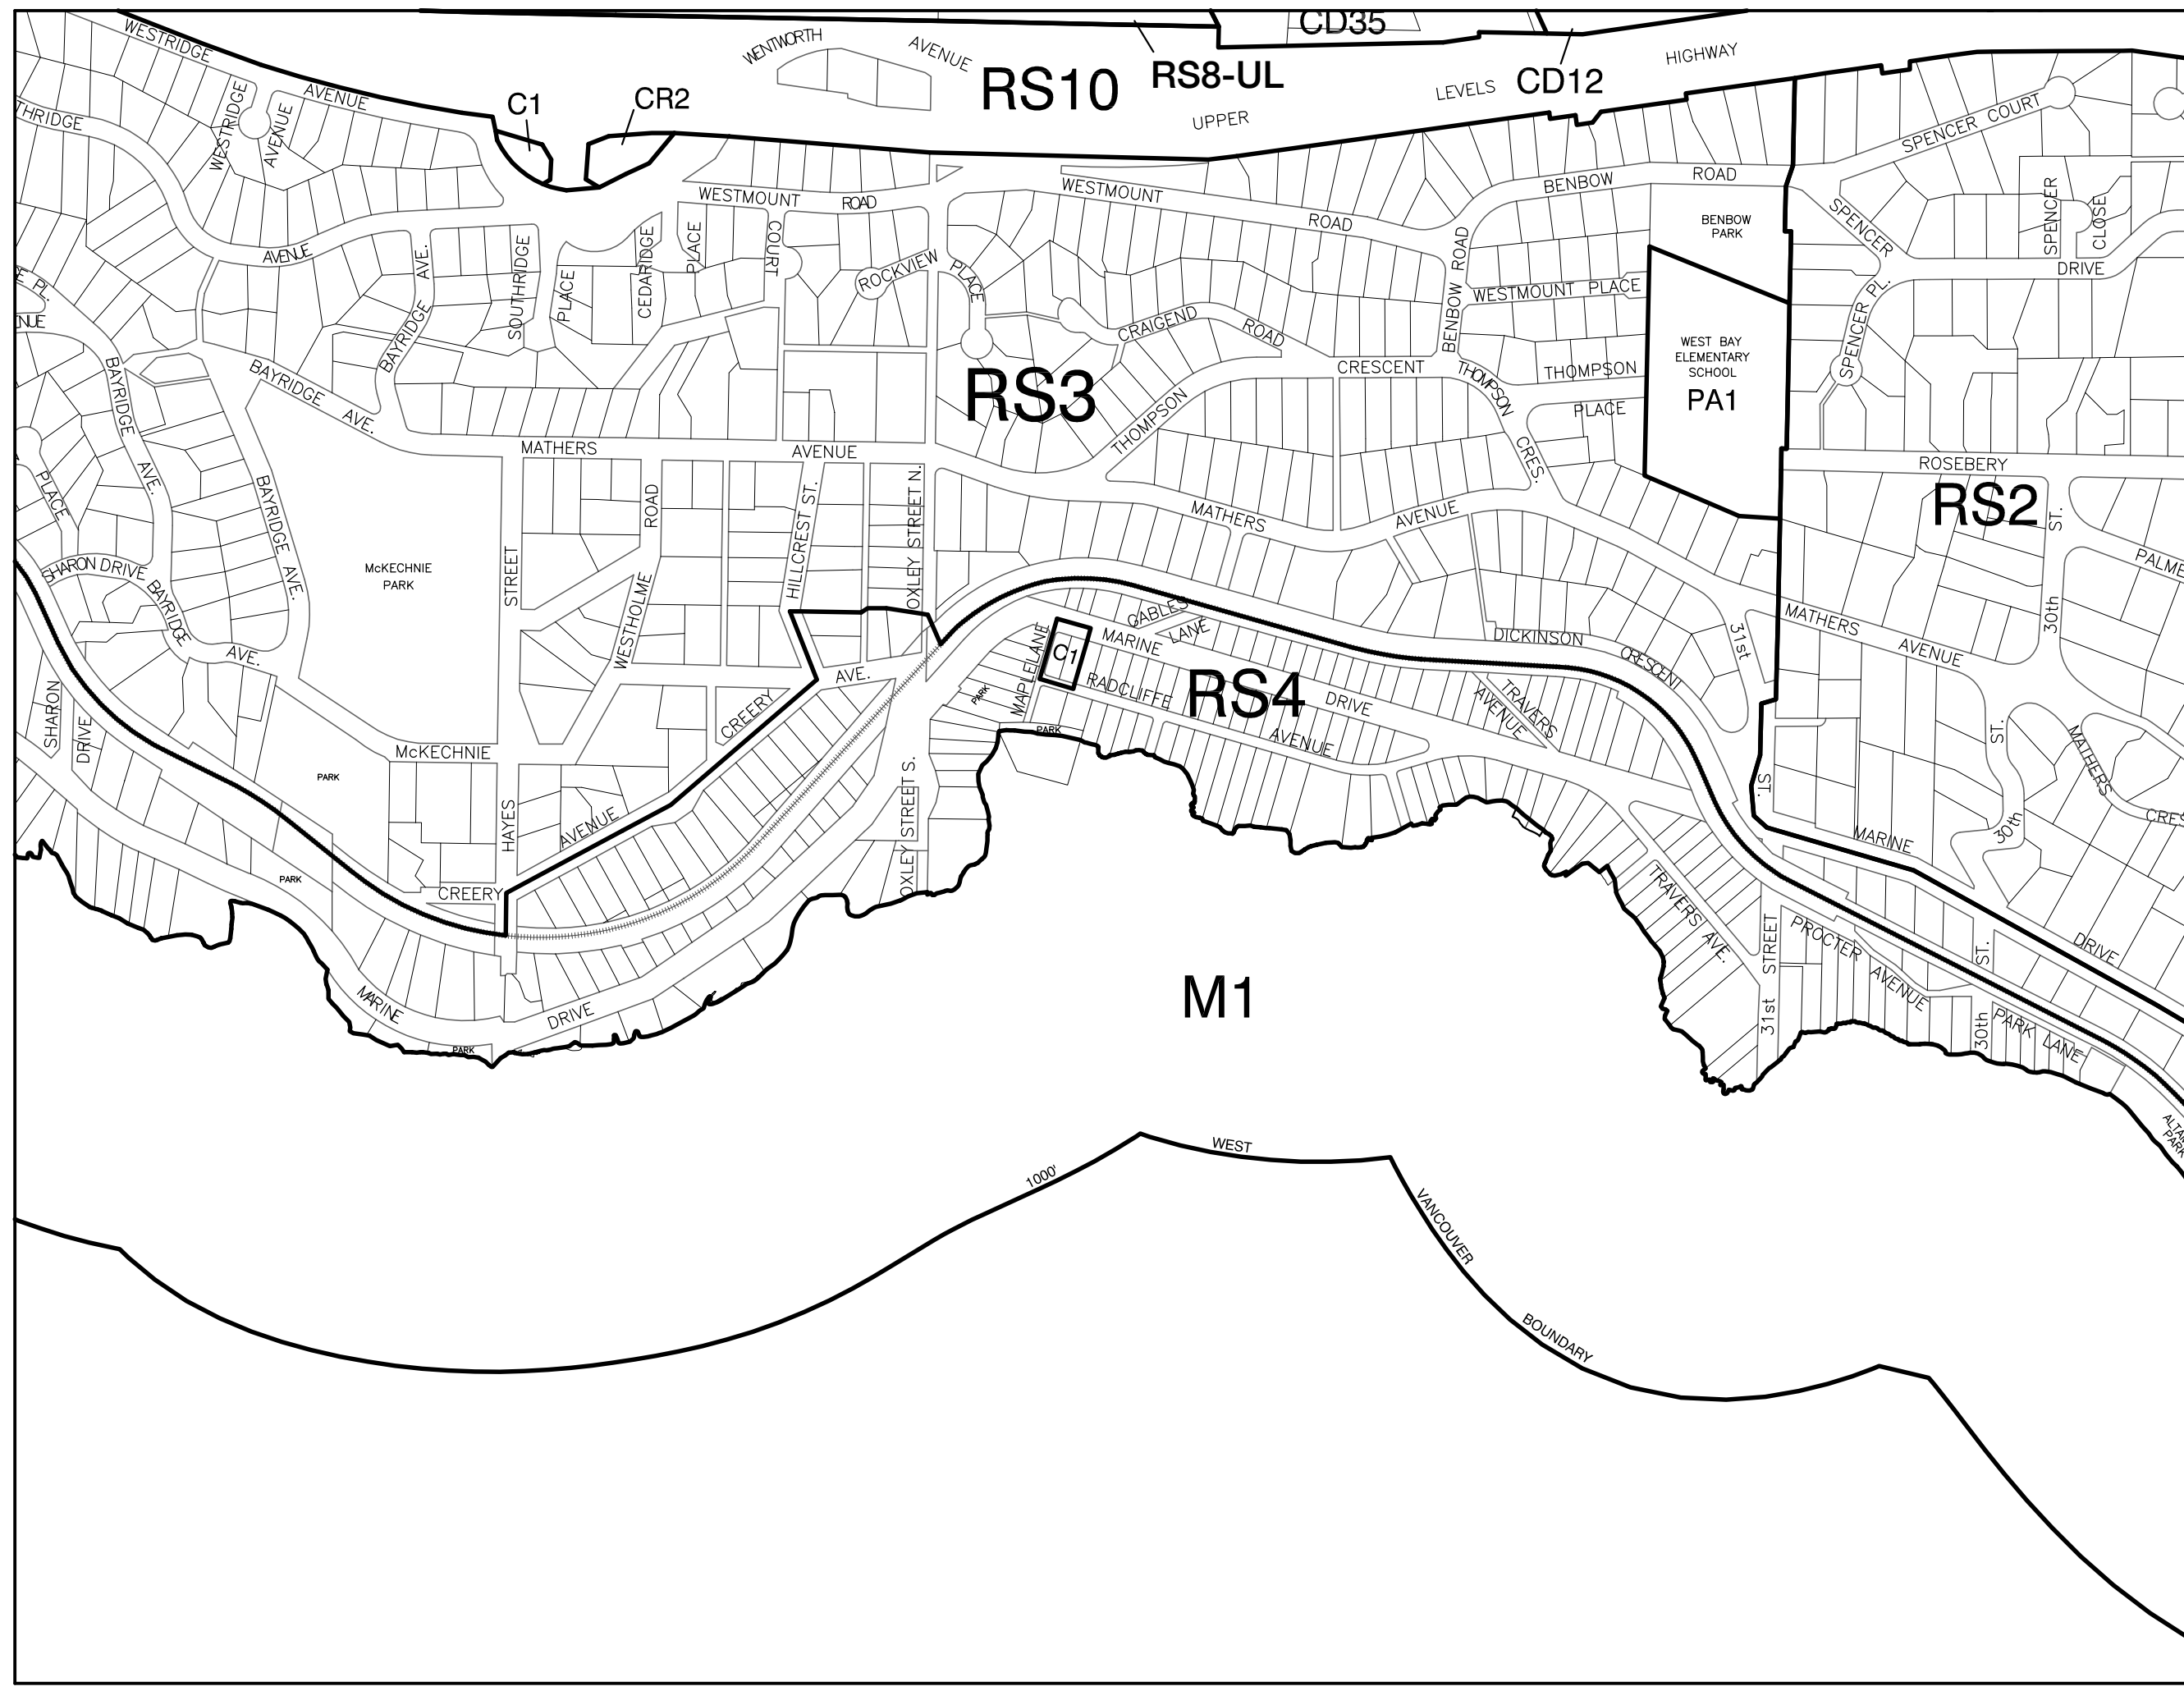 WESTRIDGE
CD35
WENTWORTH
AVENUE
RS10
RS8-UL
CD12
HIGHWAY
LEVELS
UPPER
C1
CR2
AVENUE
WESTRIDGE
AVENUE
THRIDGE
AVENUE
SPENCER COURT
WESTMOUNT
ROAD
WESTMOUNT
ROAD
BENBOW
ROAD
BENBOW
PARK
SPENCER
SPENCER
CLOSE
DRIVE
AVE.
BAYRIDGE
SOUTHRIDGE
PLACE
CEDARIDGE
PLACE
COURT
ROCKVIEW
PLACE
BENBOW ROAD
WESTMOUNT PLACE
CRAIGEND
ROAD
SPENCER PL.
WEST BAY
ELEMENTARY
SCHOOL
PA1
E PL.
NUE
BAYRIDGE
AVE.
BAYRIDGE
AVE.
RS3
CRESCENT
THOMPSON
THOMPSON
THOMPSON
PLACE
CRES.
MATHERS
AVENUE
PLACE
BAYRIDGE
AVE.
ROAD
HILLCREST ST.
OXLEY STREET N.
MATHERS
AVENUE
ROSEBERY
RS2
ST.
30th
PALME
McKECHNIE
PARK
STREET
WESTHOLME
SHARON DRIVE
BAYRIDGE
AVE.
GABLES
LANE
MARINE
MAPLELANE
C1
RADCLIFFE
RS4
DRIVE
AVENUE
PARK
PARK
TRAVERS
AVENUE
DICKINSON
CRESCENT
31st
ST.
MATHERS
AVENUE
ST.
30th
MATHERS
CRES
AVE.
CREERY
SHARON
DRIVE
McKECHNIE
PARK
HAYES
AVENUE
OXLEY STREET S.
PARK
CREERY
MARINE
DRIVE
TRAVERS AVE.
31st STREET
PROCTER
AVENUE
30th
ST.
PARK LANE
MARINE
DRIVE
PARK
M1
ALTA
PARK
1000'
WEST
VANCOUVER
BOUNDARY